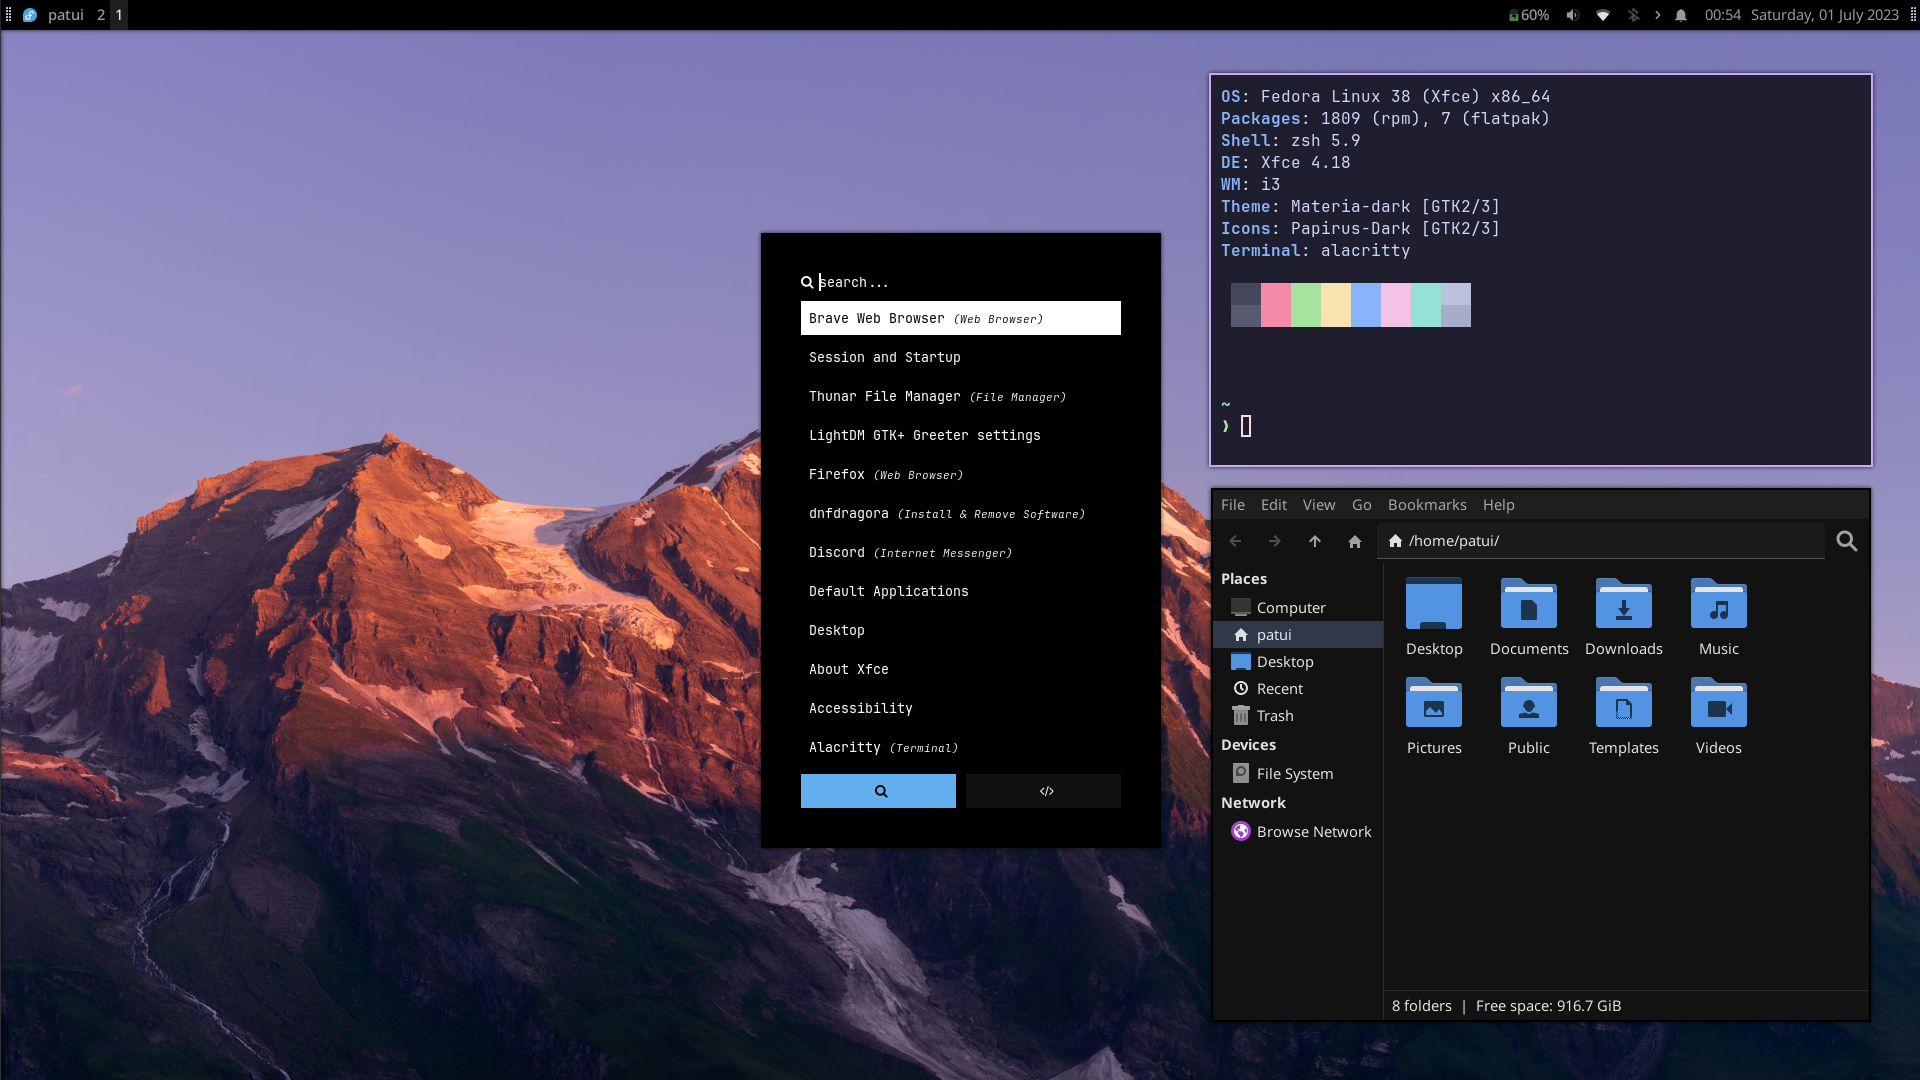 patui 2 1
60% 00:54 Saturday, 01 July 2023
OS: Fedora Linux 38 (Xfce) x86_64
Packages: 1809 (rpm), 7 (flatpak)
Shell: zsh 5.9
DE: Xfce 4.18
WM: i3
Theme: Materia-dark [GTK2/3]
Icons: Papirus-Dark [GTK2/3]
Terminal: alacritty
~
❯
search...
Brave Web Browser (Web Browser)
Session and Startup
Thunar File Manager (File Manager)
LightDM GTK+ Greeter settings
Firefox (Web Browser)
dnfdragora (Install & Remove Software)
Discord (Internet Messenger)
Default Applications
Desktop
About Xfce
Accessibility
Alacritty (Terminal)
</>
File Edit View Go Bookmarks Help
/home/patui/
Places
Computer
patui
Desktop
Recent
Trash
Devices
File System
Network
Browse Network
Desktop Documents Downloads Music
Pictures Public Templates Videos
8 folders | Free space: 916.7 GiB